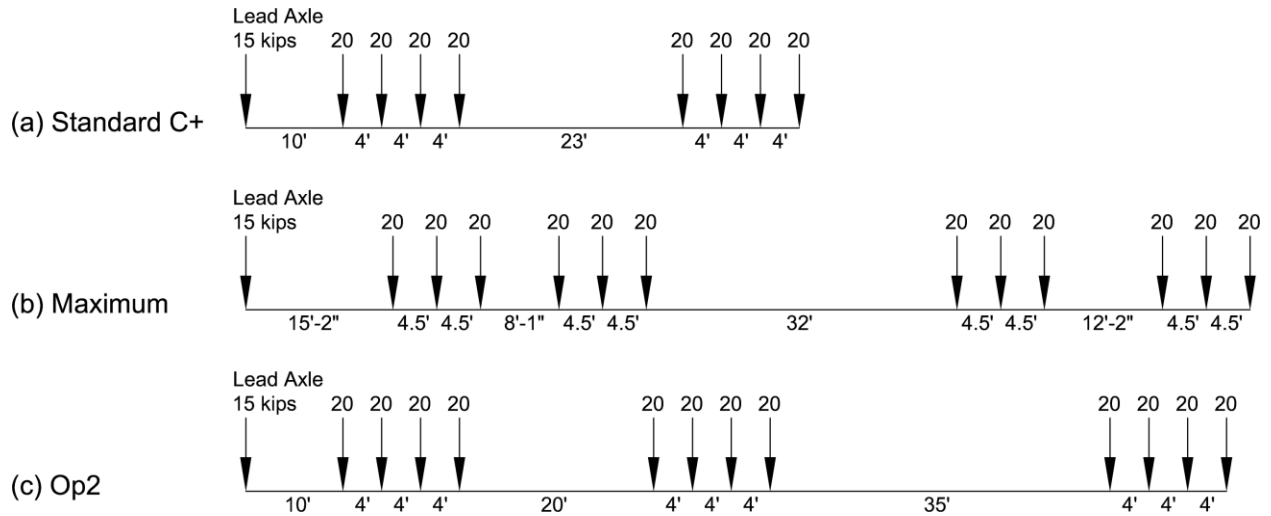 Lead Axle
15 kips 20 20 20 20 20 20 20 20
(a) Standard C+
10' 4' 4' 4' 23' 4' 4' 4'
Lead Axle
15 kips 20 20 20 20 20 20 20 20 20 20 20 20
(b) Maximum
15'-2" 4.5' 4.5' 8'-1" 4.5' 4.5' 32' 4.5' 4.5' 12'-2" 4.5' 4.5'
Lead Axle
15 kips 20 20 20 20 20 20 20 20 20 20 20 20
(c) Op2
10' 4' 4' 4' 20' 4' 4' 4' 35' 4' 4' 4'